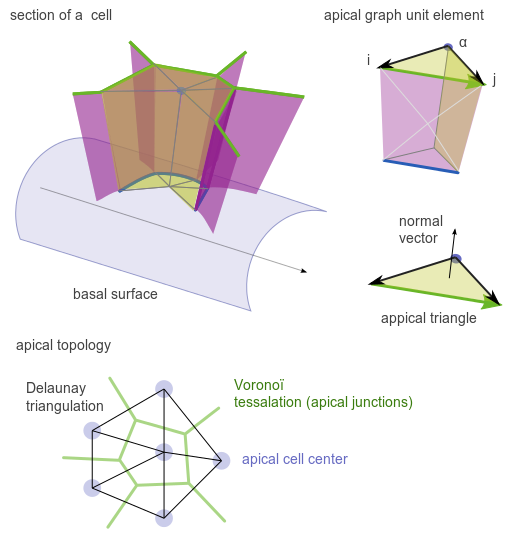 section of a cell
apical graph unit element
α
i
j
normal
vector
basal surface
appical triangle
apical topology
Delaunay
triangulation
Voronoï
tessalation (apical junctions)
apical cell center